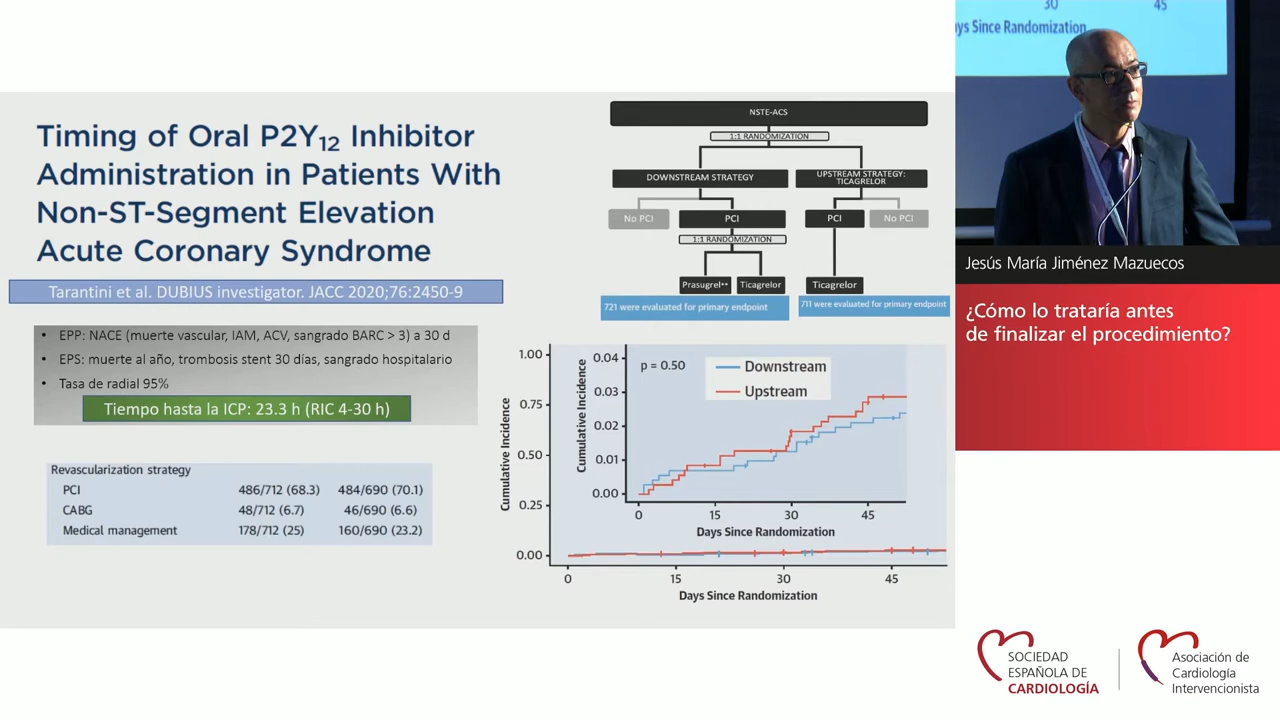 Timing of Oral P2Y12 Inhibitor
Administration in Patients With
Non-ST-Segment Elevation
Acute Coronary Syndrome
Tarantini et al. DUBIUS investigator. JACC 2020;76:2450-9
• EPP: NACE (muerte vascular, IAM, ACV, sangrado BARC > 3) a 30 d
• EPS: muerte al año, trombosis stent 30 días, sangrado hospitalario
• Tasa de radial 95%
Tiempo hasta la ICP: 23.3 h (RIC 4-30 h)
Revascularization strategy
PCI 486/712 (68.3) 484/690 (70.1)
CABG 48/712 (6.7) 46/690 (6.6)
Medical management 178/712 (25) 160/690 (23.2)
NSTE-ACS
1:1 RANDOMIZATION
DOWNSTREAM STRATEGY
UPSTREAM STRATEGY:
TICAGRELOR
No PCI
PCI
PCI
No PCI
1:1 RANDOMIZATION
Prasugrel** Ticagrelor
Ticagrelor
721 were evaluated for primary endpoint
711 were evaluated for primary endpoint
1.00
0.75
0.50
0.25
0.00
Cumulative Incidence
0.04
0.03
0.02
0.01
0.00
Cumulative Incidence
p = 0.50
Downstream
Upstream
0 15 30 45
Days Since Randomization
0 15 30 45
Days Since Randomization
30 45
ys Since Randomization
Jesús María Jiménez Mazuecos
¿Cómo lo trataría antes
de finalizar el procedimiento?
SOCIEDAD
ESPAÑOLA DE
CARDIOLOGÍA
Asociación de
Cardiología
Intervencionista